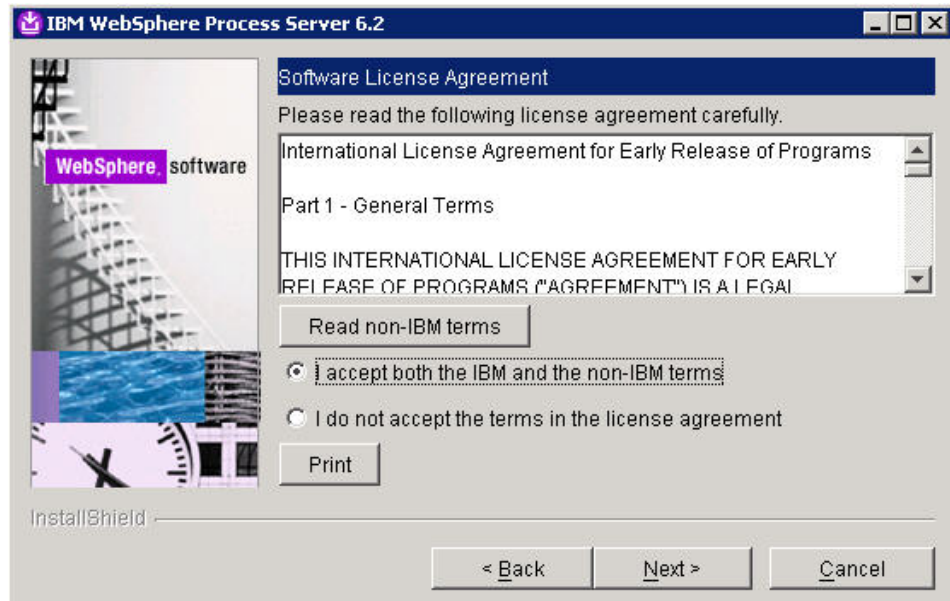 IBM WebSphere Process Server 6.2
WebSphere. software
Software License Agreement
Please read the following license agreement carefully.
International License Agreement for Early Release of Programs
Part 1 - General Terms
THIS INTERNATIONAL LICENSE AGREEMENT FOR EARLY
RELEASE OF PROGRAMS ("AGREEMENT") IS A LEGAL
Read non-IBM terms
I accept both the IBM and the non-IBM terms
I do not accept the terms in the license agreement
Print
InstallShield
< Back
Next >
Cancel